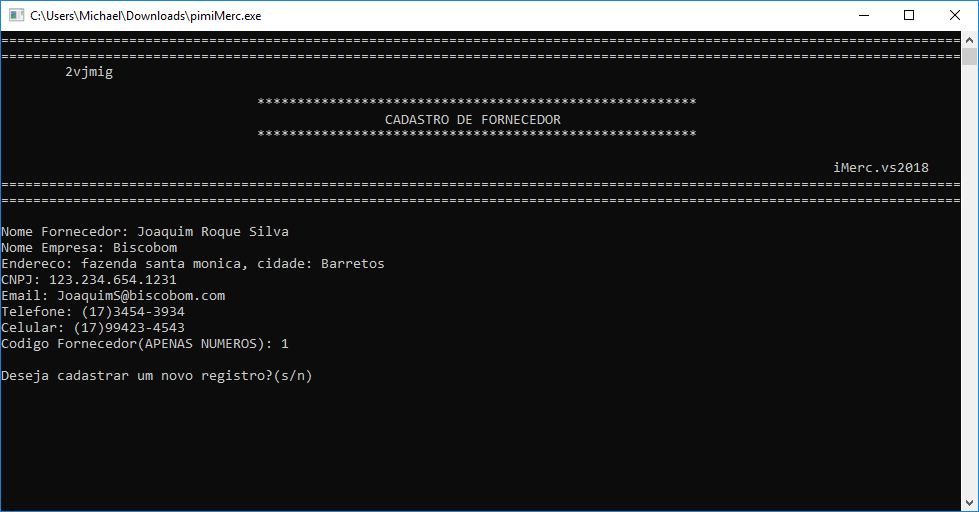 C:\Users\Michael\Downloads\pimiMerc.exe
========================================================================================================================
========================================================================================================================
2vjmig
*******************************************************
CADASTRO DE FORNECEDOR
*******************************************************
iMerc.vs2018
========================================================================================================================
========================================================================================================================
Nome Fornecedor: Joaquim Roque Silva
Nome Empresa: Biscobom
Endereco: fazenda santa monica, cidade: Barretos
CNPJ: 123.234.654.1231
Email: JoaquimS@biscobom.com
Telefone: (17)3454-3934
Celular: (17)99423-4543
Codigo Fornecedor(APENAS NUMEROS): 1
Deseja cadastrar um novo registro?(s/n)